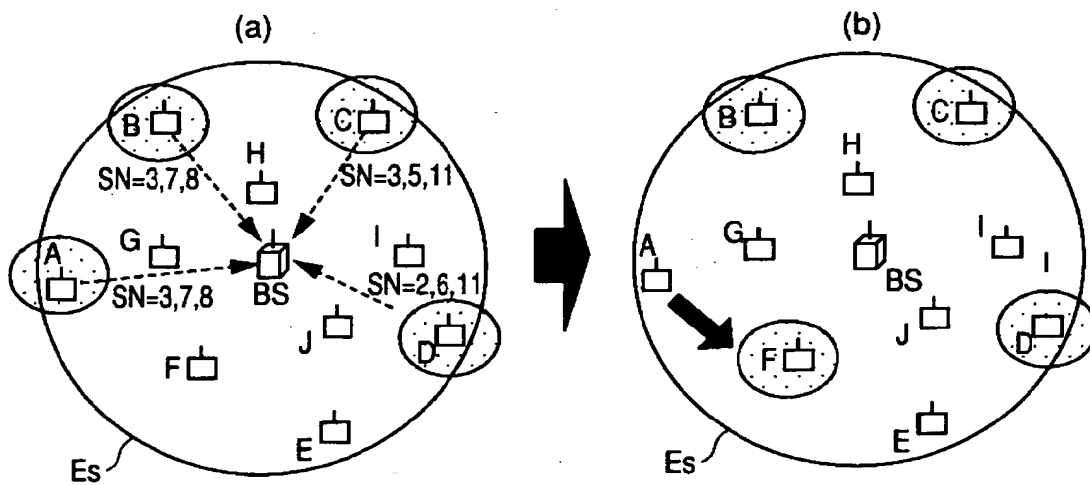 (a)
B
C
H
SN=3,7,8
SN=3,5,11
G
I
A
BS
SN=2,6,11
SN=3,7,8
J
D
F
E
Es
(b)
B
C
H
A
G
I
I
BS
J
D
F
E
Es